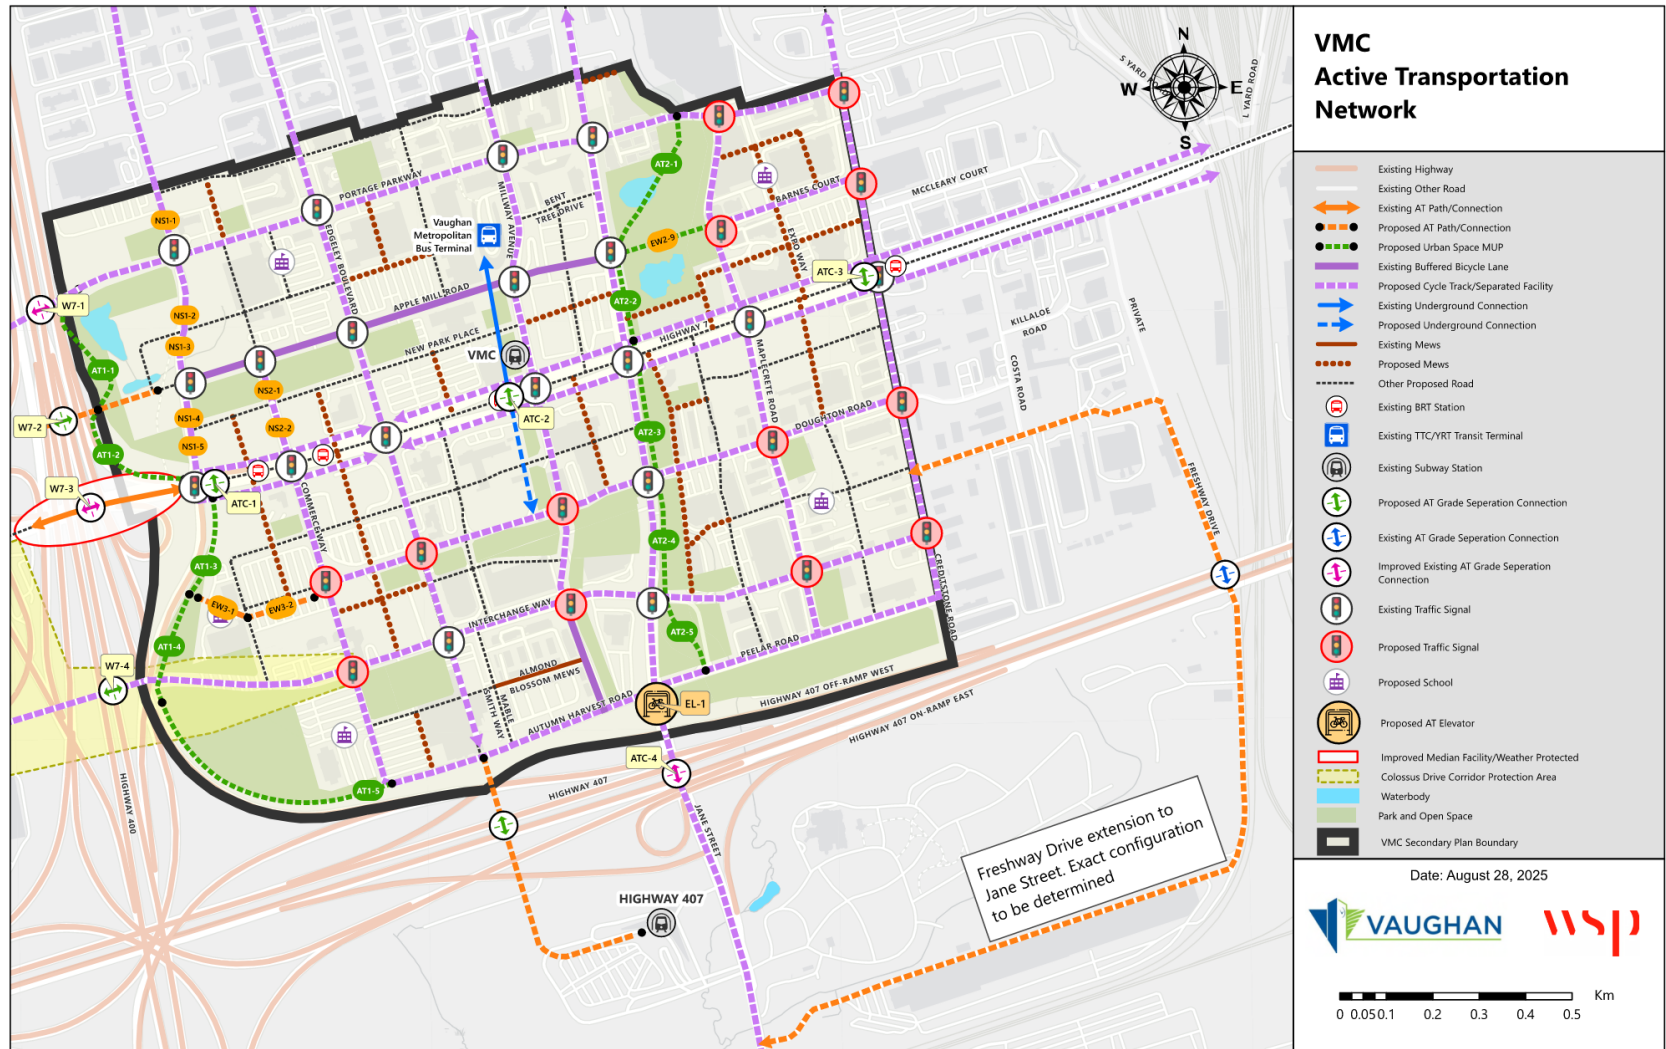 VMC
Active Transportation
Network
Existing Highway
Existing Other Road
Existing AT Path/Connection
Proposed AT Path/Connection
Proposed Urban Space MUP
Existing Buffered Bicycle Lane
Proposed Cycle Track/Separated Facility
Existing Underground Connection
Proposed Underground Connection
Existing Mews
Proposed Mews
Other Proposed Road
Existing BRT Station
Existing TTC/YRT Transit Terminal
Existing Subway Station
Proposed AT Grade Seperation Connection
Existing AT Grade Seperation Connection
Improved Existing AT Grade Seperation
Connection
Existing Traffic Signal
Proposed Traffic Signal
Proposed School
Proposed AT Elevator
Improved Median Facility/Weather Protected
Colossus Drive Corridor Protection Area
Waterbody
Park and Open Space
VMC Secondary Plan Boundary
Date: August 28, 2025
VAUGHAN
wsp
Km
0 0.05 0.1 0.2 0.3 0.4 0.5
N
W E
S
L YARD ROAD
AT2-1
PORTAGE PARKWAY
MILLWAY AVENUE
BENT
TREE DRIVE
BARNES COURT
MCCLEARY COURT
NS1-1
EDGELEY BOULEVARD
Vaughan
Metropolitan
Bus Terminal
EW2-9
EXPO WAY
ATC-3
W7-1
NS1-2
NS1-3
APPLE MILL ROAD
AT2-2
NEW PARK PLACE
VMC
HIGHWAY 7
KILLALOE
ROAD
PRIVATE
COSTA ROAD
MAPLECRETE ROAD
AT1-1
NS2-1
W7-2
NS1-4
NS2-2
ATC-2
AT2-3
DOUGHTON ROAD
NS1-5
AT1-2
W7-3
ATC-1
COMMERCE WAY
FRESHWAY DRIVE
AT2-4
AT1-3
EW3-1
EW3-2
INTERCHANGE WAY
CREDITSTONE ROAD
AT1-4
AT2-5
PEELAR ROAD
W7-4
ALMOND
BLOSSOM MEWS
MABLE
SMITH WAY
AUTUMN HARVEST ROAD
EL-1
HIGHWAY 407 OFF-RAMP WEST
HIGHWAY 407 ON-RAMP EAST
ATC-4
HIGHWAY 400
AT1-5
HIGHWAY 407
JANE STREET
Freshway Drive extension to
Jane Street. Exact configuration
to be determined
HIGHWAY 407